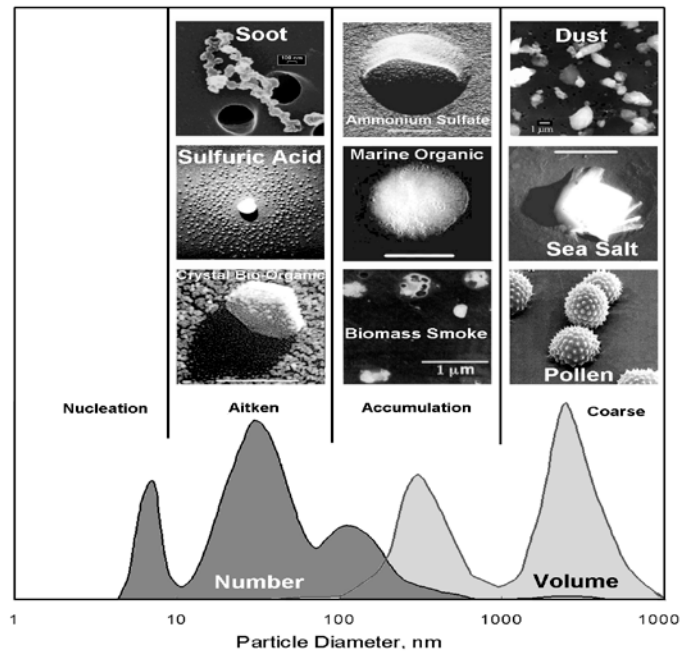 Soot
Sulfuric Acid
Crystal Bio-Organic
Ammonium Sulfate
Marine Organic
Biomass Smoke
1 µm
Dust
1 µm
Sea Salt
Pollen
Nucleation
Aitken
Accumulation
Coarse
Number
Volume
1 10 100 1000 1000
Particle Diameter, nm